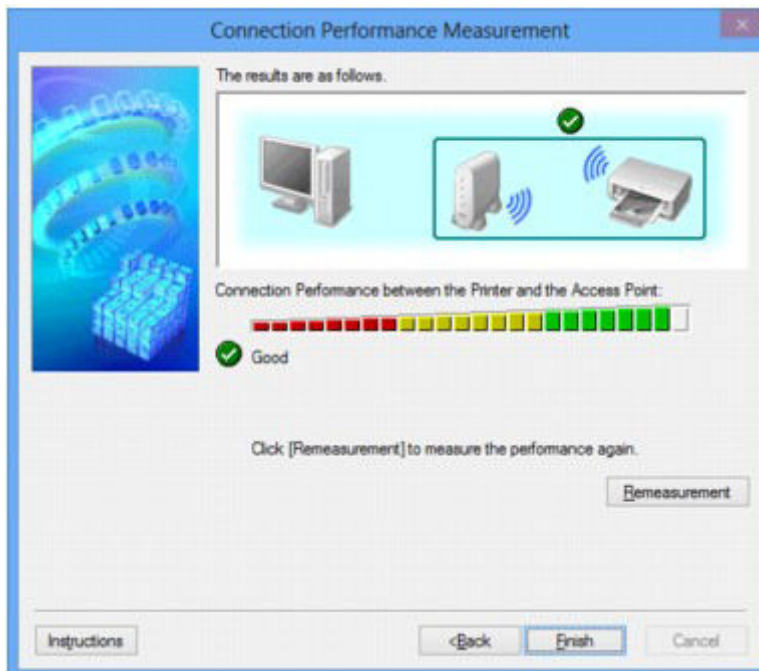 Connection Performance Measurement
The results are as follows.
Connection Performance between the Printer and the Access Point:
Good
Click [Remeasurement] to measure the performance again.
Remeasurement
Instructions
<Back
Finish
Cancel